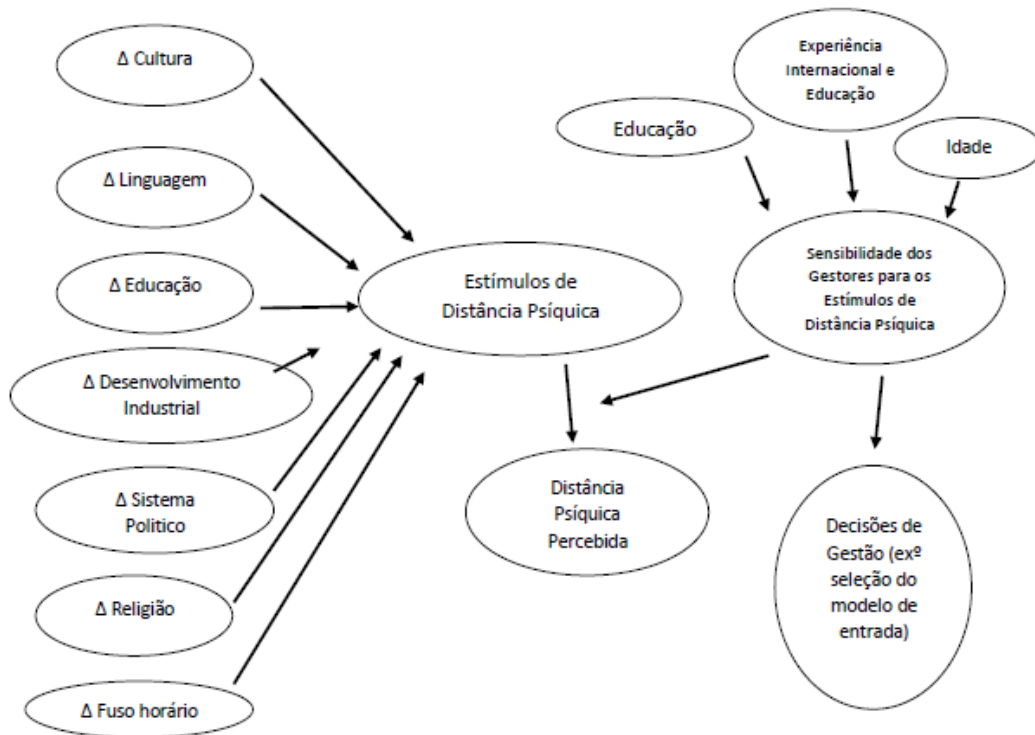 Δ Cultura
Δ Linguagem
Δ Educação
Δ Desenvolvimento
Industrial
Δ Sistema
Politico
Δ Religião
Δ Fuso horário
Estímulos de
Distância Psíquica
Distância
Psíquica
Percebida
Experiência
Internacional e
Educação
Educação
Idade
Sensibilidade dos
Gestores para os
Estímulos de
Distância Psíquica
Decisões de
Gestão (exº
seleção do
modelo de
entrada)